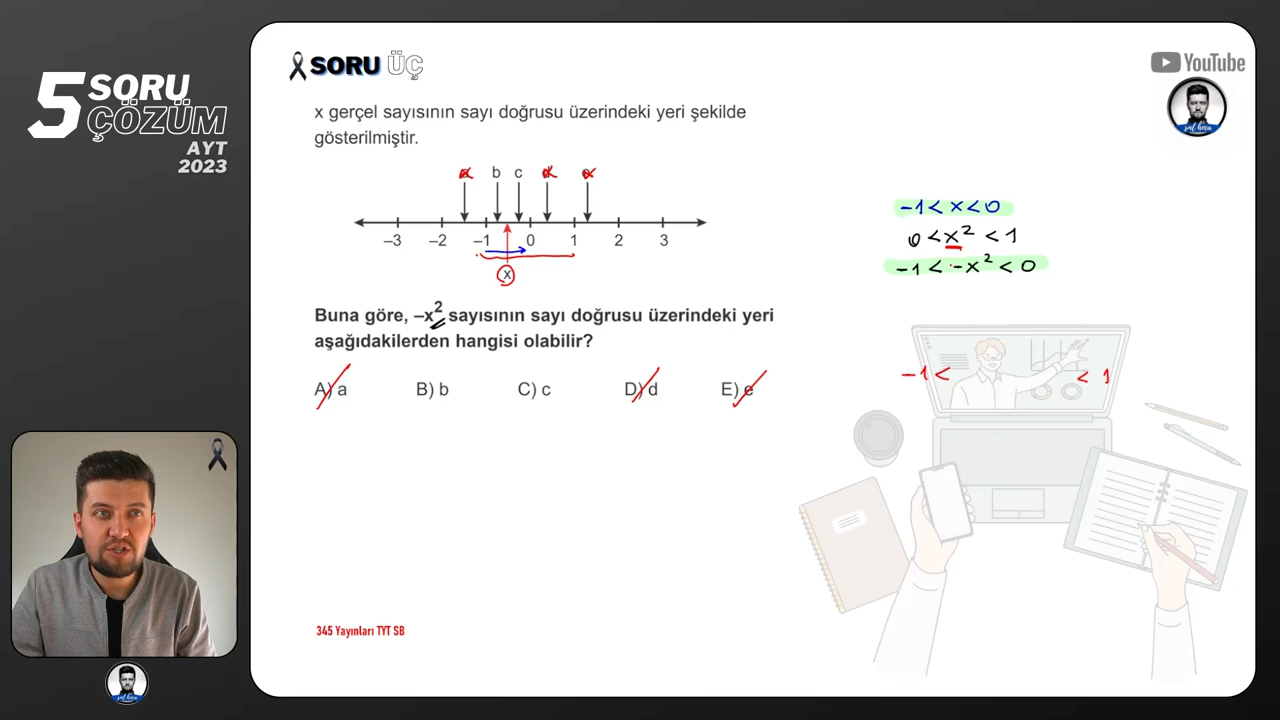 5 SORU
ÇÖZÜM
AYT
2023
SORU ÜÇ
YouTube
şnl hoca
x gerçel sayısının sayı doğrusu üzerindeki yeri şekilde
gösterilmiştir.
a b c d e
–3 –2 –1 0 1 2 3
x
-1 < x < 0
0 < x² < 1
-1 < -x² < 0
Buna göre, –x² sayısının sayı doğrusu üzerindeki yeri
aşağıdakilerden hangisi olabilir?
-1 < < 1
A) a B) b C) c D) d E) e
345 Yayınları TYT SB